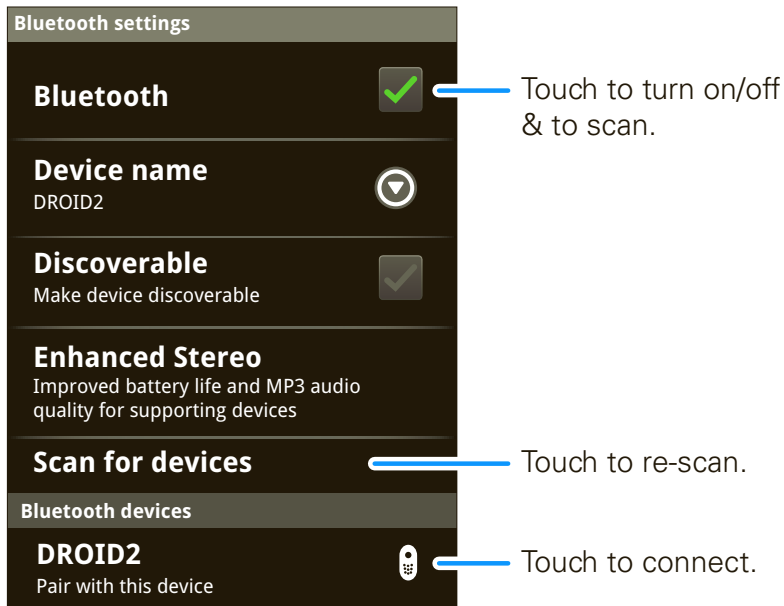 Bluetooth settings
Bluetooth
Touch to turn on/off
& to scan.
Device name
DROID2
Discoverable
Make device discoverable
Enhanced Stereo
Improved battery life and MP3 audio
quality for supporting devices
Scan for devices
Touch to re-scan.
Bluetooth devices
DROID2
Pair with this device
Touch to connect.